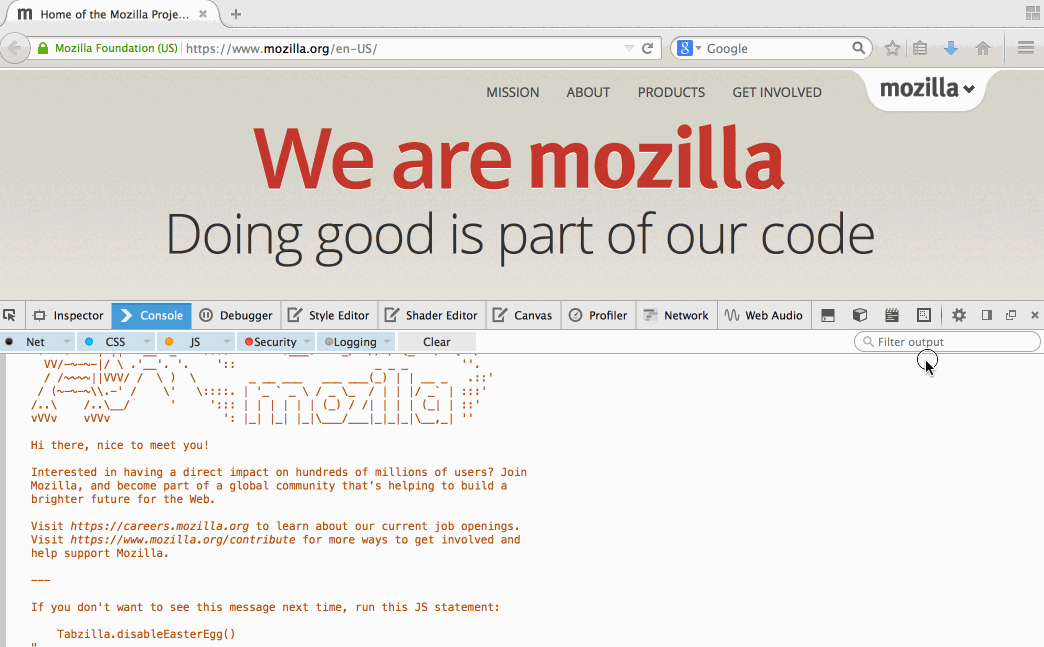 m Home of the Mozilla Proje...
Mozilla Foundation (US) https://www.mozilla.org/en-US/
8 Google
MISSION ABOUT PRODUCTS GET INVOLVED mozilla
We are mozilla
Doing good is part of our code
Inspector Console Debugger Style Editor Shader Editor Canvas Profiler Network Web Audio
Net CSS JS Security Logging Clear Filter output
Hi there, nice to meet you!
Interested in having a direct impact on hundreds of millions of users? Join
Mozilla, and become part of a global community that’s helping to build a
brighter future for the Web.
Visit https://careers.mozilla.org to learn about our current job openings.
Visit https://www.mozilla.org/contribute for more ways to get involved and
help support Mozilla.
---
If you don't want to see this message next time, run this JS statement:
Tabzilla.disableEasterEgg()
"